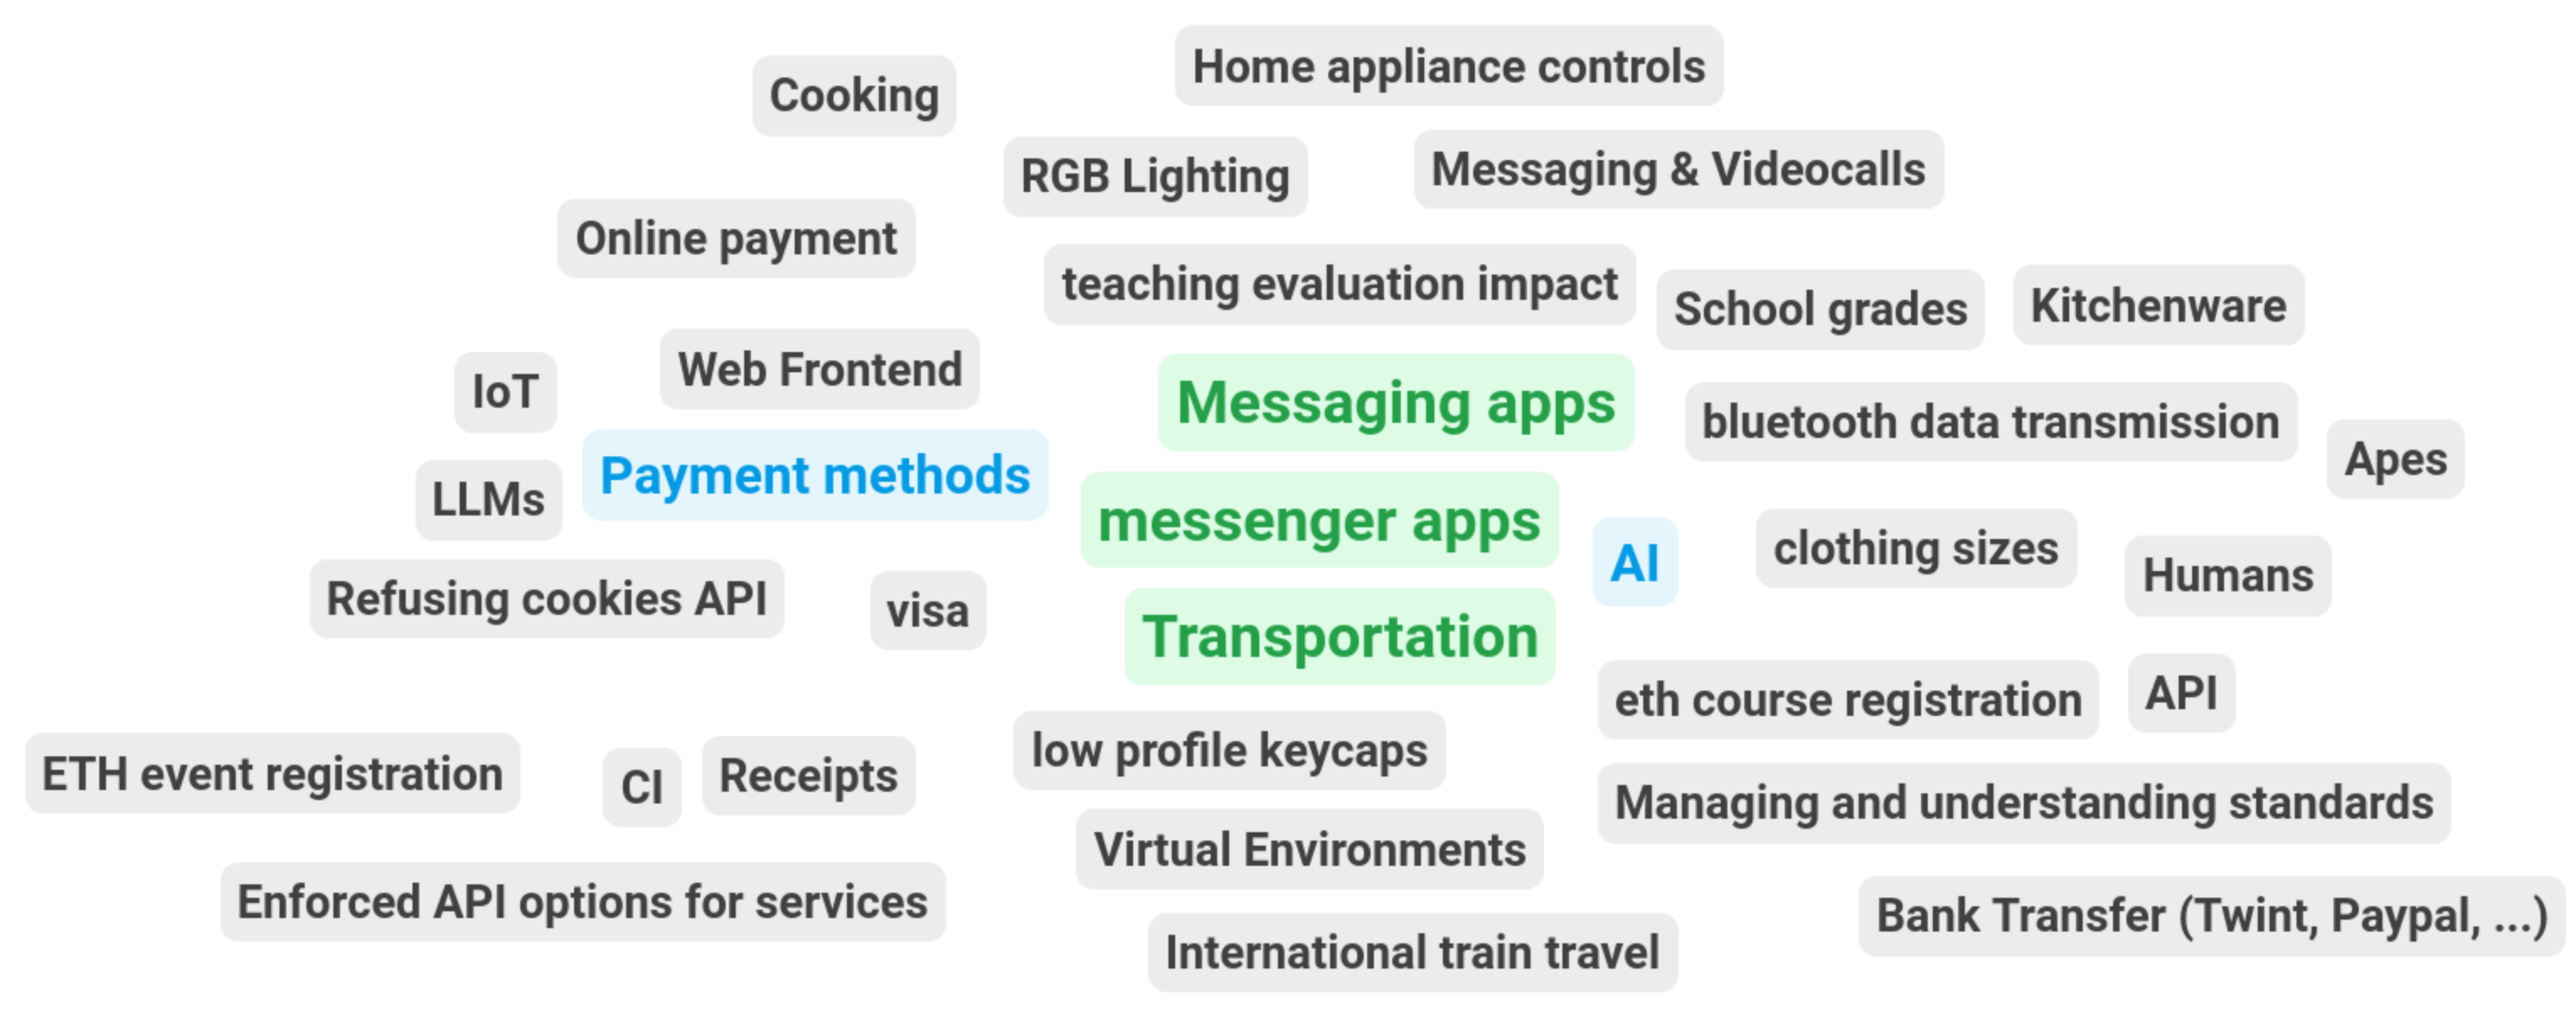 Home appliance controls
Cooking
RGB Lighting
Messaging & Videocalls
Online payment
teaching evaluation impact
School grades
Kitchenware
IoT
Web Frontend
Messaging apps
bluetooth data transmission
Apes
LLMs
Payment methods
messenger apps
AI
clothing sizes
Humans
Refusing cookies API
visa
Transportation
eth course registration
API
ETH event registration
CI
Receipts
low profile keycaps
Managing and understanding standards
Virtual Environments
Enforced API options for services
Bank Transfer (Twint, Paypal, ...)
International train travel